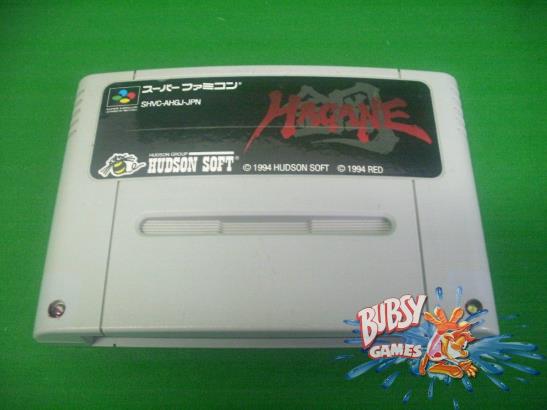 スーパーファミコン
SHVC-AHGJ-JPN
HAGANE
HUDSON GROUP
HUDSON SOFT
© 1994 HUDSON SOFT © 1994 RED
BUBSY
GAMES